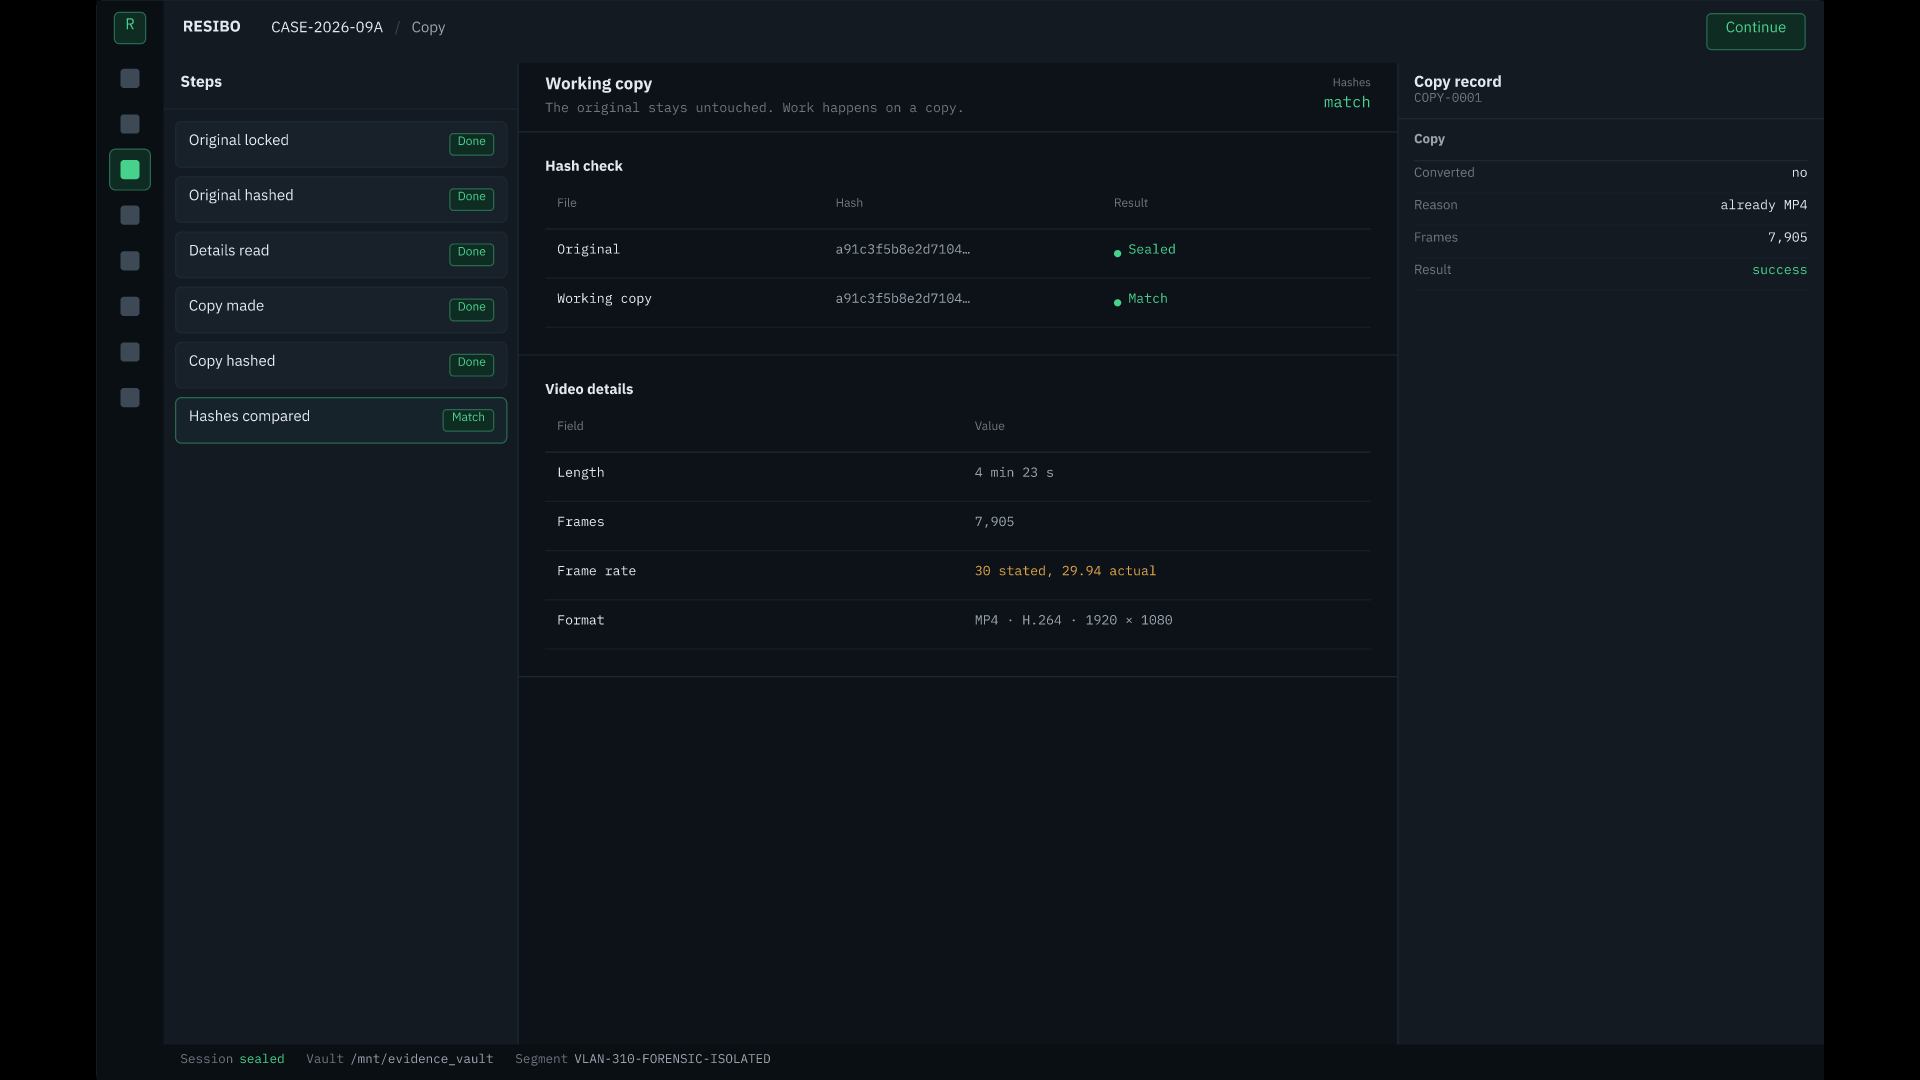 R
RESIBO CASE-2026-09A / Copy
Continue
Steps
Original locked Done
Original hashed Done
Details read Done
Copy made Done
Copy hashed Done
Hashes compared Match
Working copy
The original stays untouched. Work happens on a copy.
Hashes
match
Hash check
File Hash Result
Original a91c3f5b8e2d7104… Sealed
Working copy a91c3f5b8e2d7104… Match
Video details
Field Value
Length 4 min 23 s
Frames 7,905
Frame rate 30 stated, 29.94 actual
Format MP4 · H.264 · 1920 × 1080
Copy record
COPY-0001
Copy
Converted no
Reason already MP4
Frames 7,905
Result success
Session sealed Vault /mnt/evidence_vault Segment VLAN-310-FORENSIC-ISOLATED